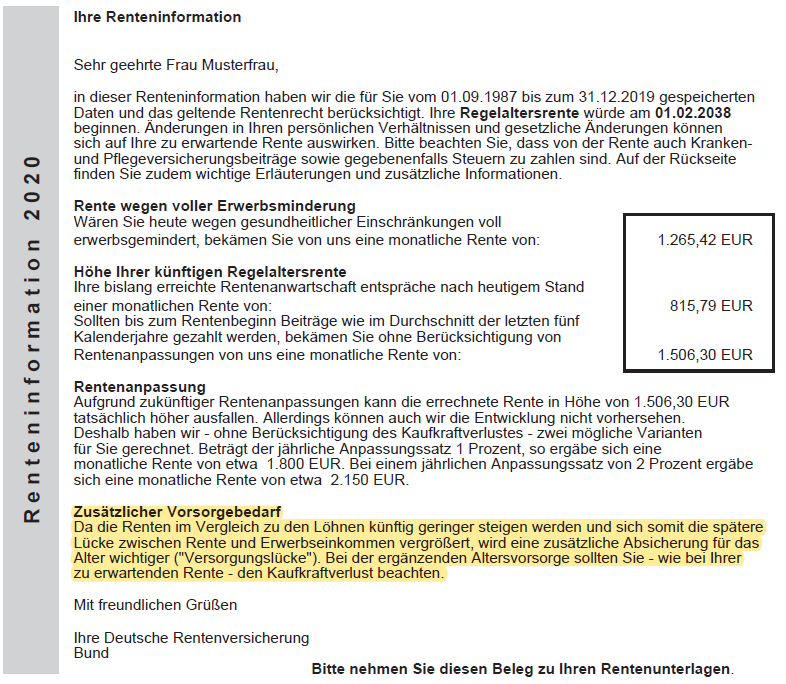 Renteninformation 2020
Ihre Renteninformation
Sehr geehrte Frau Musterfrau,
in dieser Renteninformation haben wir die für Sie vom 01.09.1987 bis zum 31.12.2019 gespeicherten
Daten und das geltende Rentenrecht berücksichtigt. Ihre Regelaltersrente würde am 01.02.2038
beginnen. Änderungen in Ihren persönlichen Verhältnissen und gesetzliche Änderungen können
sich auf Ihre zu erwartende Rente auswirken. Bitte beachten Sie, dass von der Rente auch Kranken-
und Pflegeversicherungsbeiträge sowie gegebenenfalls Steuern zu zahlen sind. Auf der Rückseite
finden Sie zudem wichtige Erläuterungen und zusätzliche Informationen.
Rente wegen voller Erwerbsminderung
Wären Sie heute wegen gesundheitlicher Einschränkungen voll
erwerbsgemindert, bekämen Sie von uns eine monatliche Rente von: 1.265,42 EUR
Höhe Ihrer künftigen Regelaltersrente
Ihre bislang erreichte Rentenanwartschaft entspräche nach heutigem Stand
einer monatlichen Rente von: 815,79 EUR
Sollten bis zum Rentenbeginn Beiträge wie im Durchschnitt der letzten fünf
Kalenderjahre gezahlt werden, bekämen Sie ohne Berücksichtigung von
Rentenanpassungen von uns eine monatliche Rente von: 1.506,30 EUR
Rentenanpassung
Aufgrund zukünftiger Rentenanpassungen kann die errechnete Rente in Höhe von 1.506,30 EUR
tatsächlich höher ausfallen. Allerdings können auch wir die Entwicklung nicht vorhersehen.
Deshalb haben wir - ohne Berücksichtigung des Kaufkraftverlustes - zwei mögliche Varianten
für Sie gerechnet. Beträgt der jährliche Anpassungssatz 1 Prozent, so ergäbe sich eine
monatliche Rente von etwa 1.800 EUR. Bei einem jährlichen Anpassungssatz von 2 Prozent ergäbe
sich eine monatliche Rente von etwa 2.150 EUR.
Zusätzlicher Vorsorgebedarf
Da die Renten im Vergleich zu den Löhnen künftig geringer steigen werden und sich somit die spätere
Lücke zwischen Rente und Erwerbseinkommen vergrößert, wird eine zusätzliche Absicherung für das
Alter wichtiger ("Versorgungslücke"). Bei der ergänzenden Altersvorsorge sollten Sie - wie bei Ihrer
zu erwartenden Rente - den Kaufkraftverlust beachten.
Mit freundlichen Grüßen
Ihre Deutsche Rentenversicherung
Bund
Bitte nehmen Sie diesen Beleg zu Ihren Rentenunterlagen.